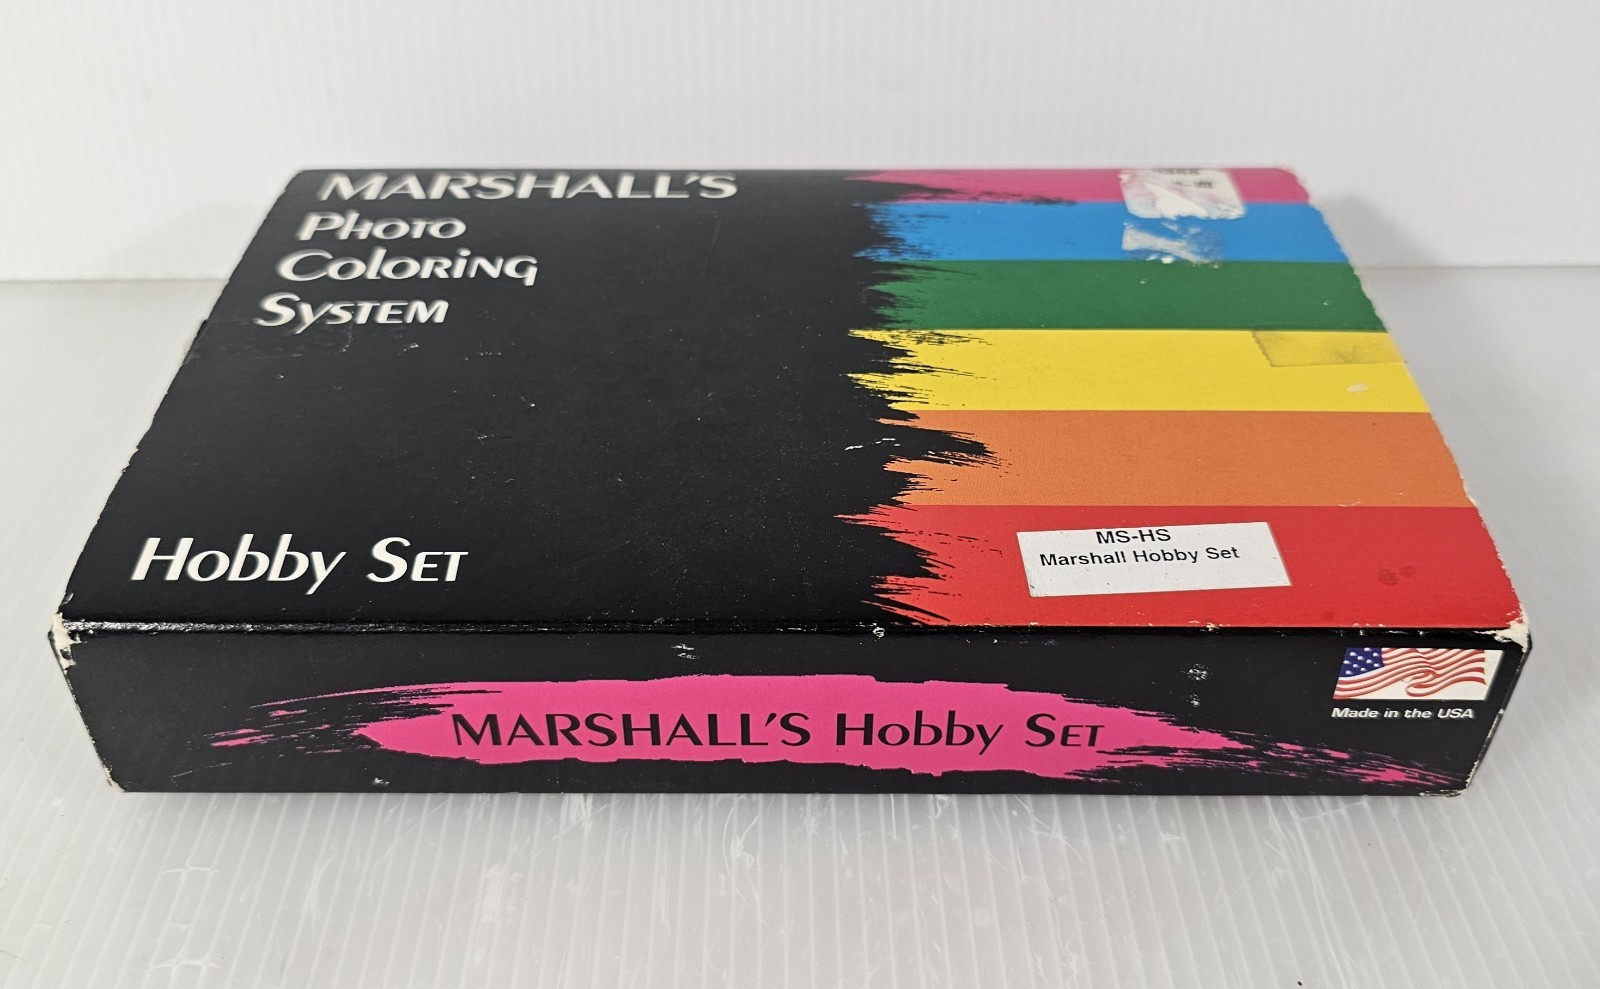 MARSHALL'S
Photo
Coloring
System
Hobby Set
MS-HS
Marshall Hobby Set
MARSHALL'S Hobby Set
Made in the USA